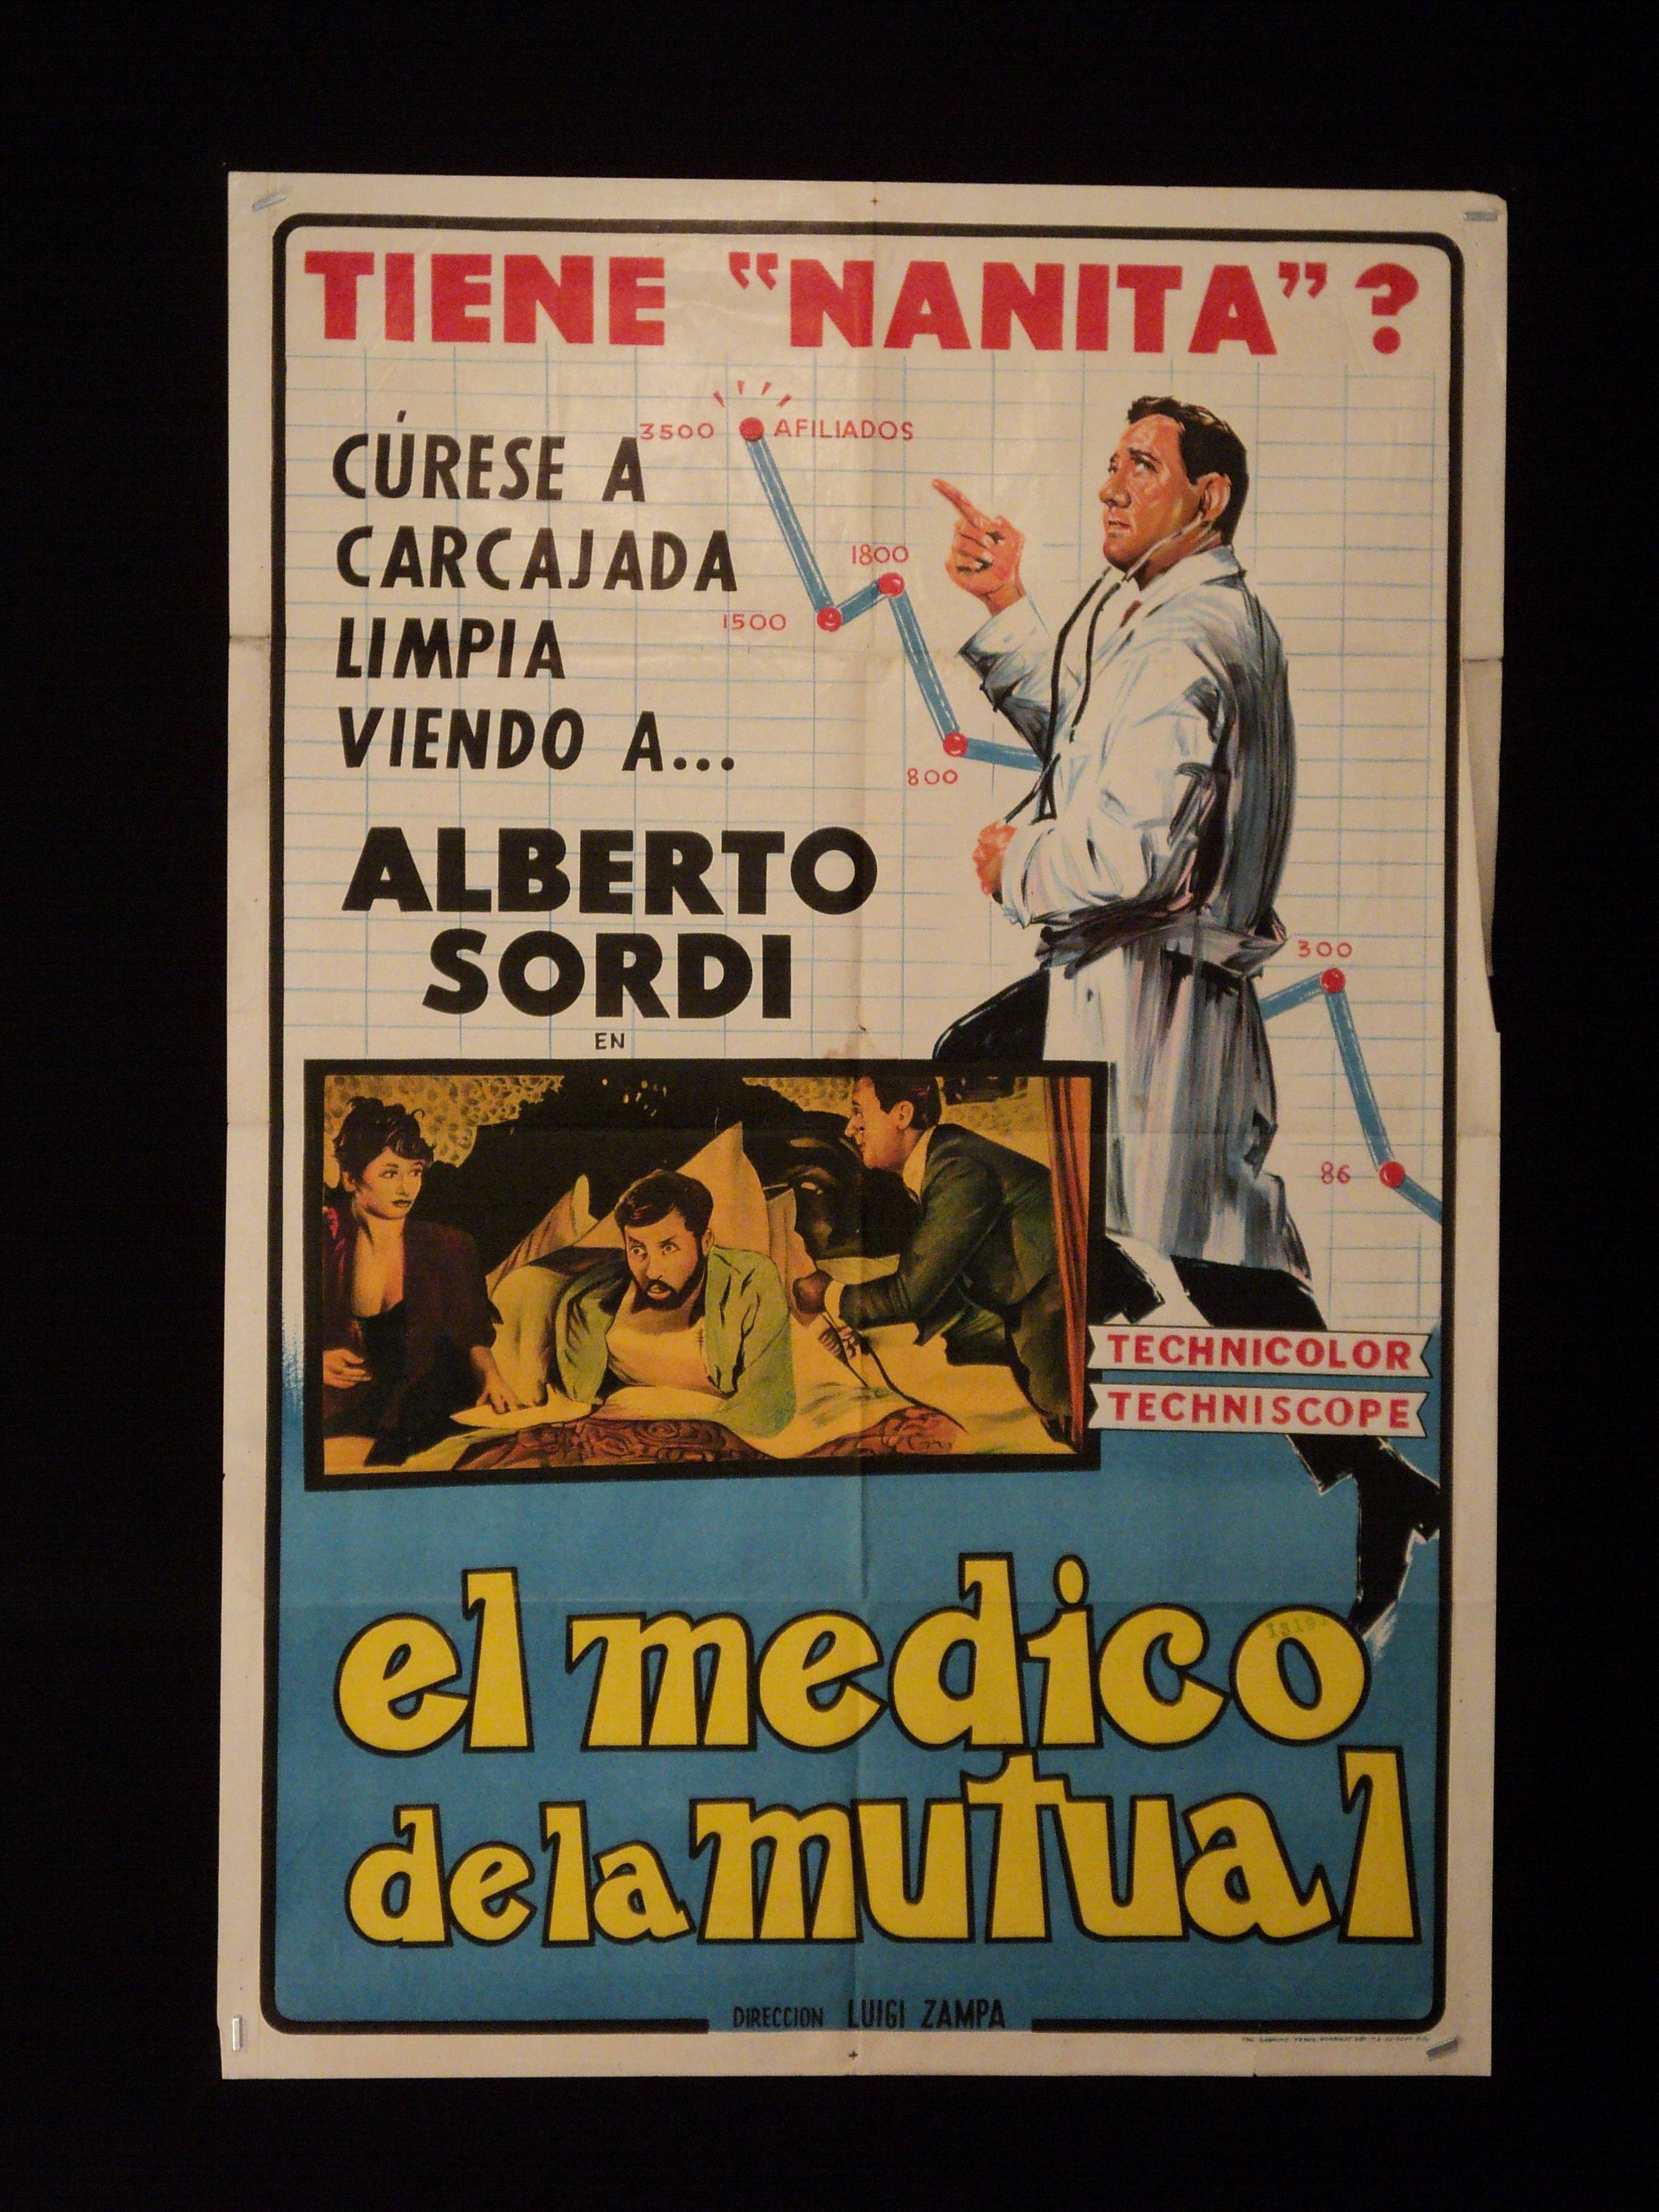 TIENE “NANITA”?
3500 AFILIADOS
CÚRESE A
CARCAJADA
LIMPIA
VIENDO A...
1800
1500
800
ALBERTO
SORDI
EN
300
86
TECHNICOLOR
TECHNISCOPE
el medico
de la mutual
DIRECCION LUIGI ZAMPA